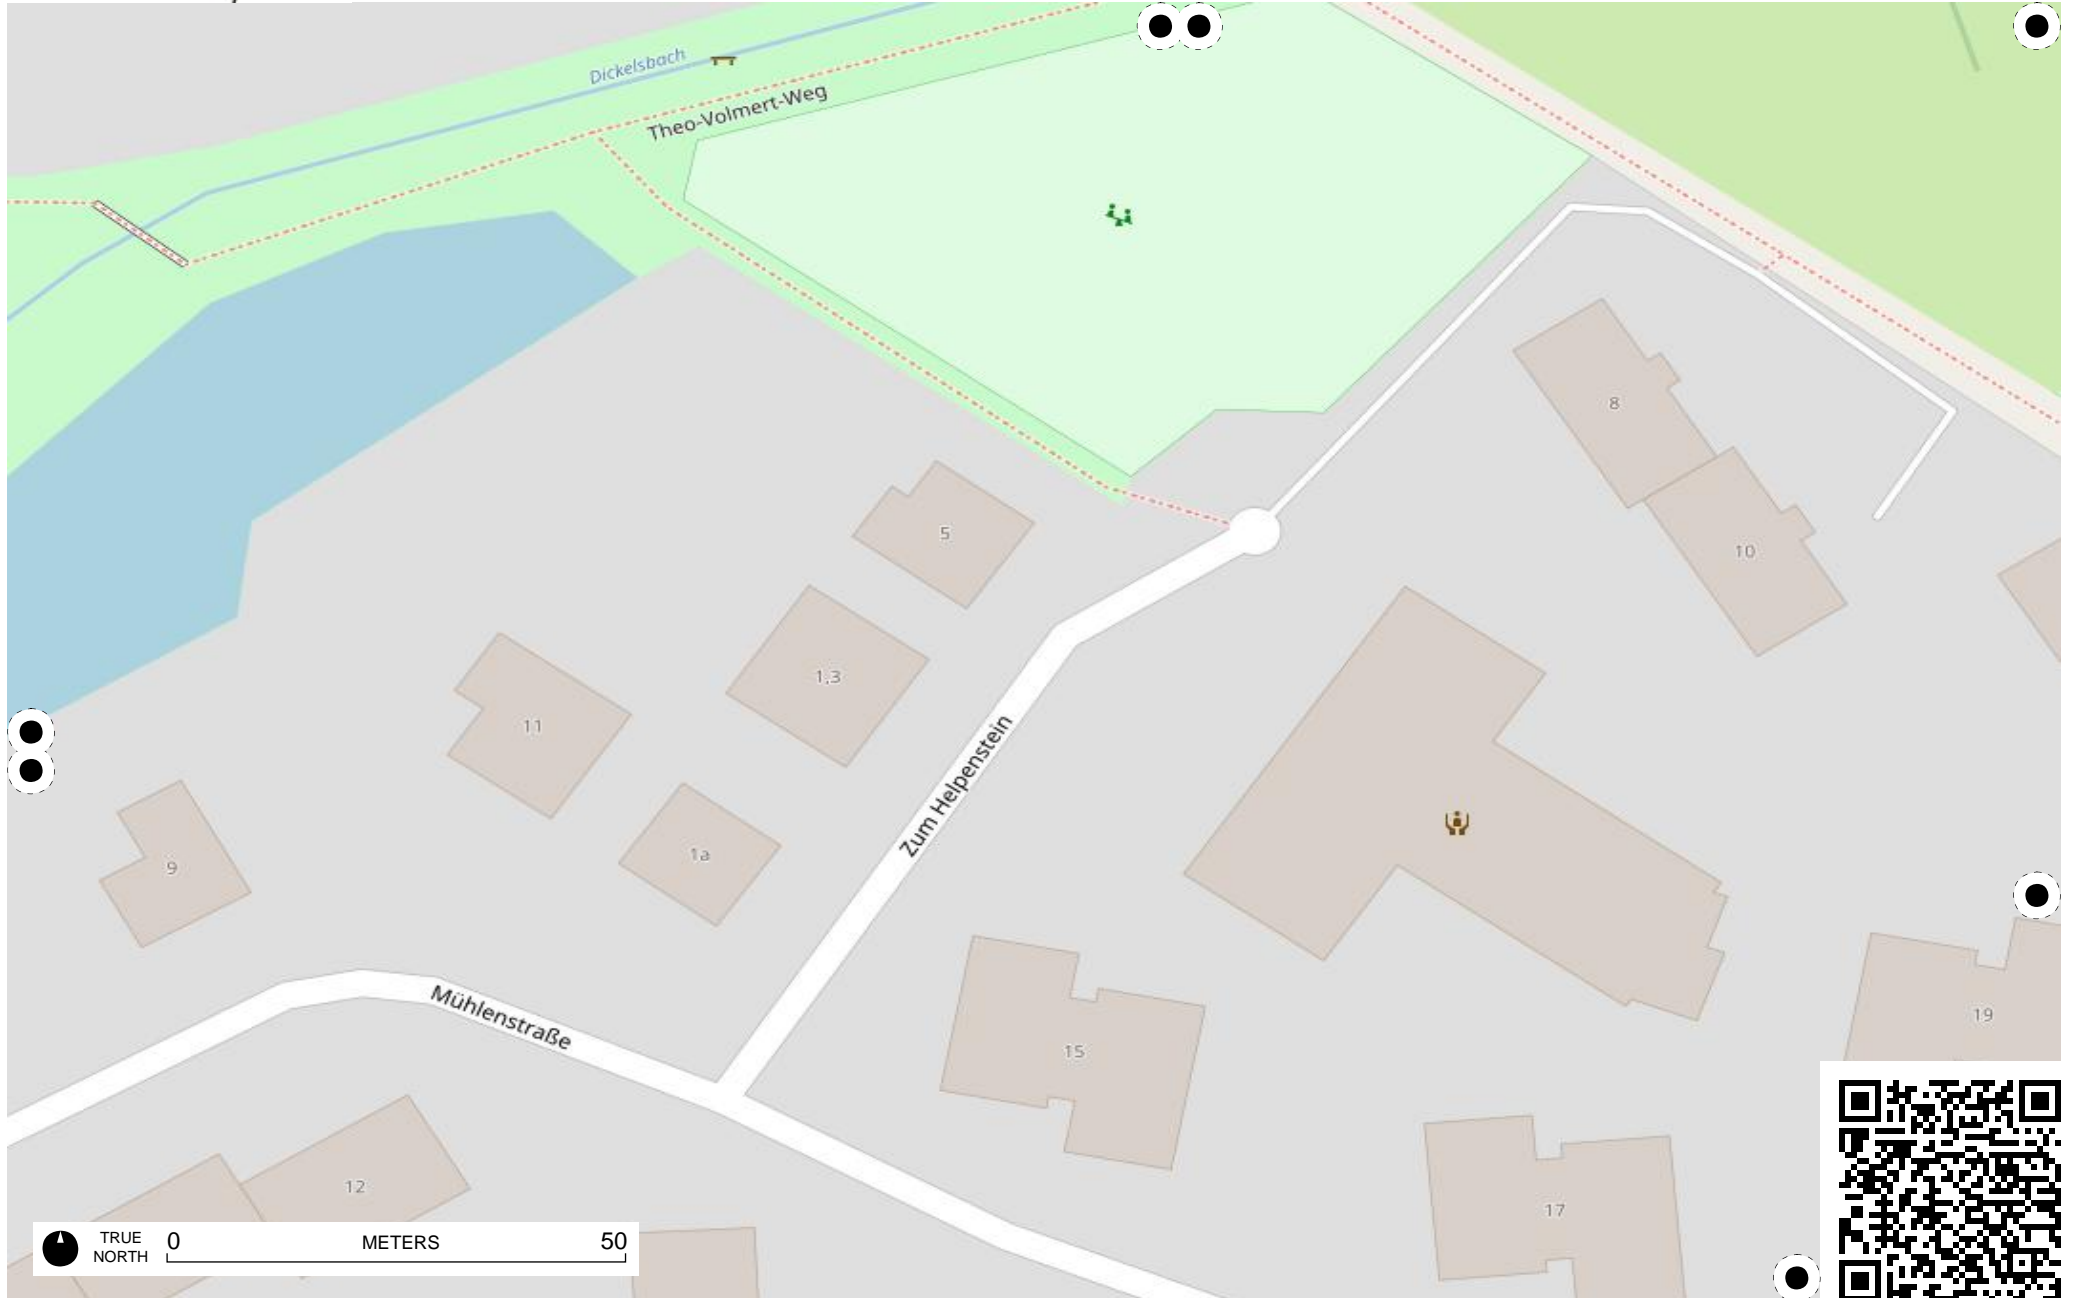 Dickelsbach
Theo-Volmert-Weg
8
10
5
1,3
11
1a
9
Zum Helpenstein
Mühlenstraße
15
19
12
17
TRUE
NORTH
0
METERS
50